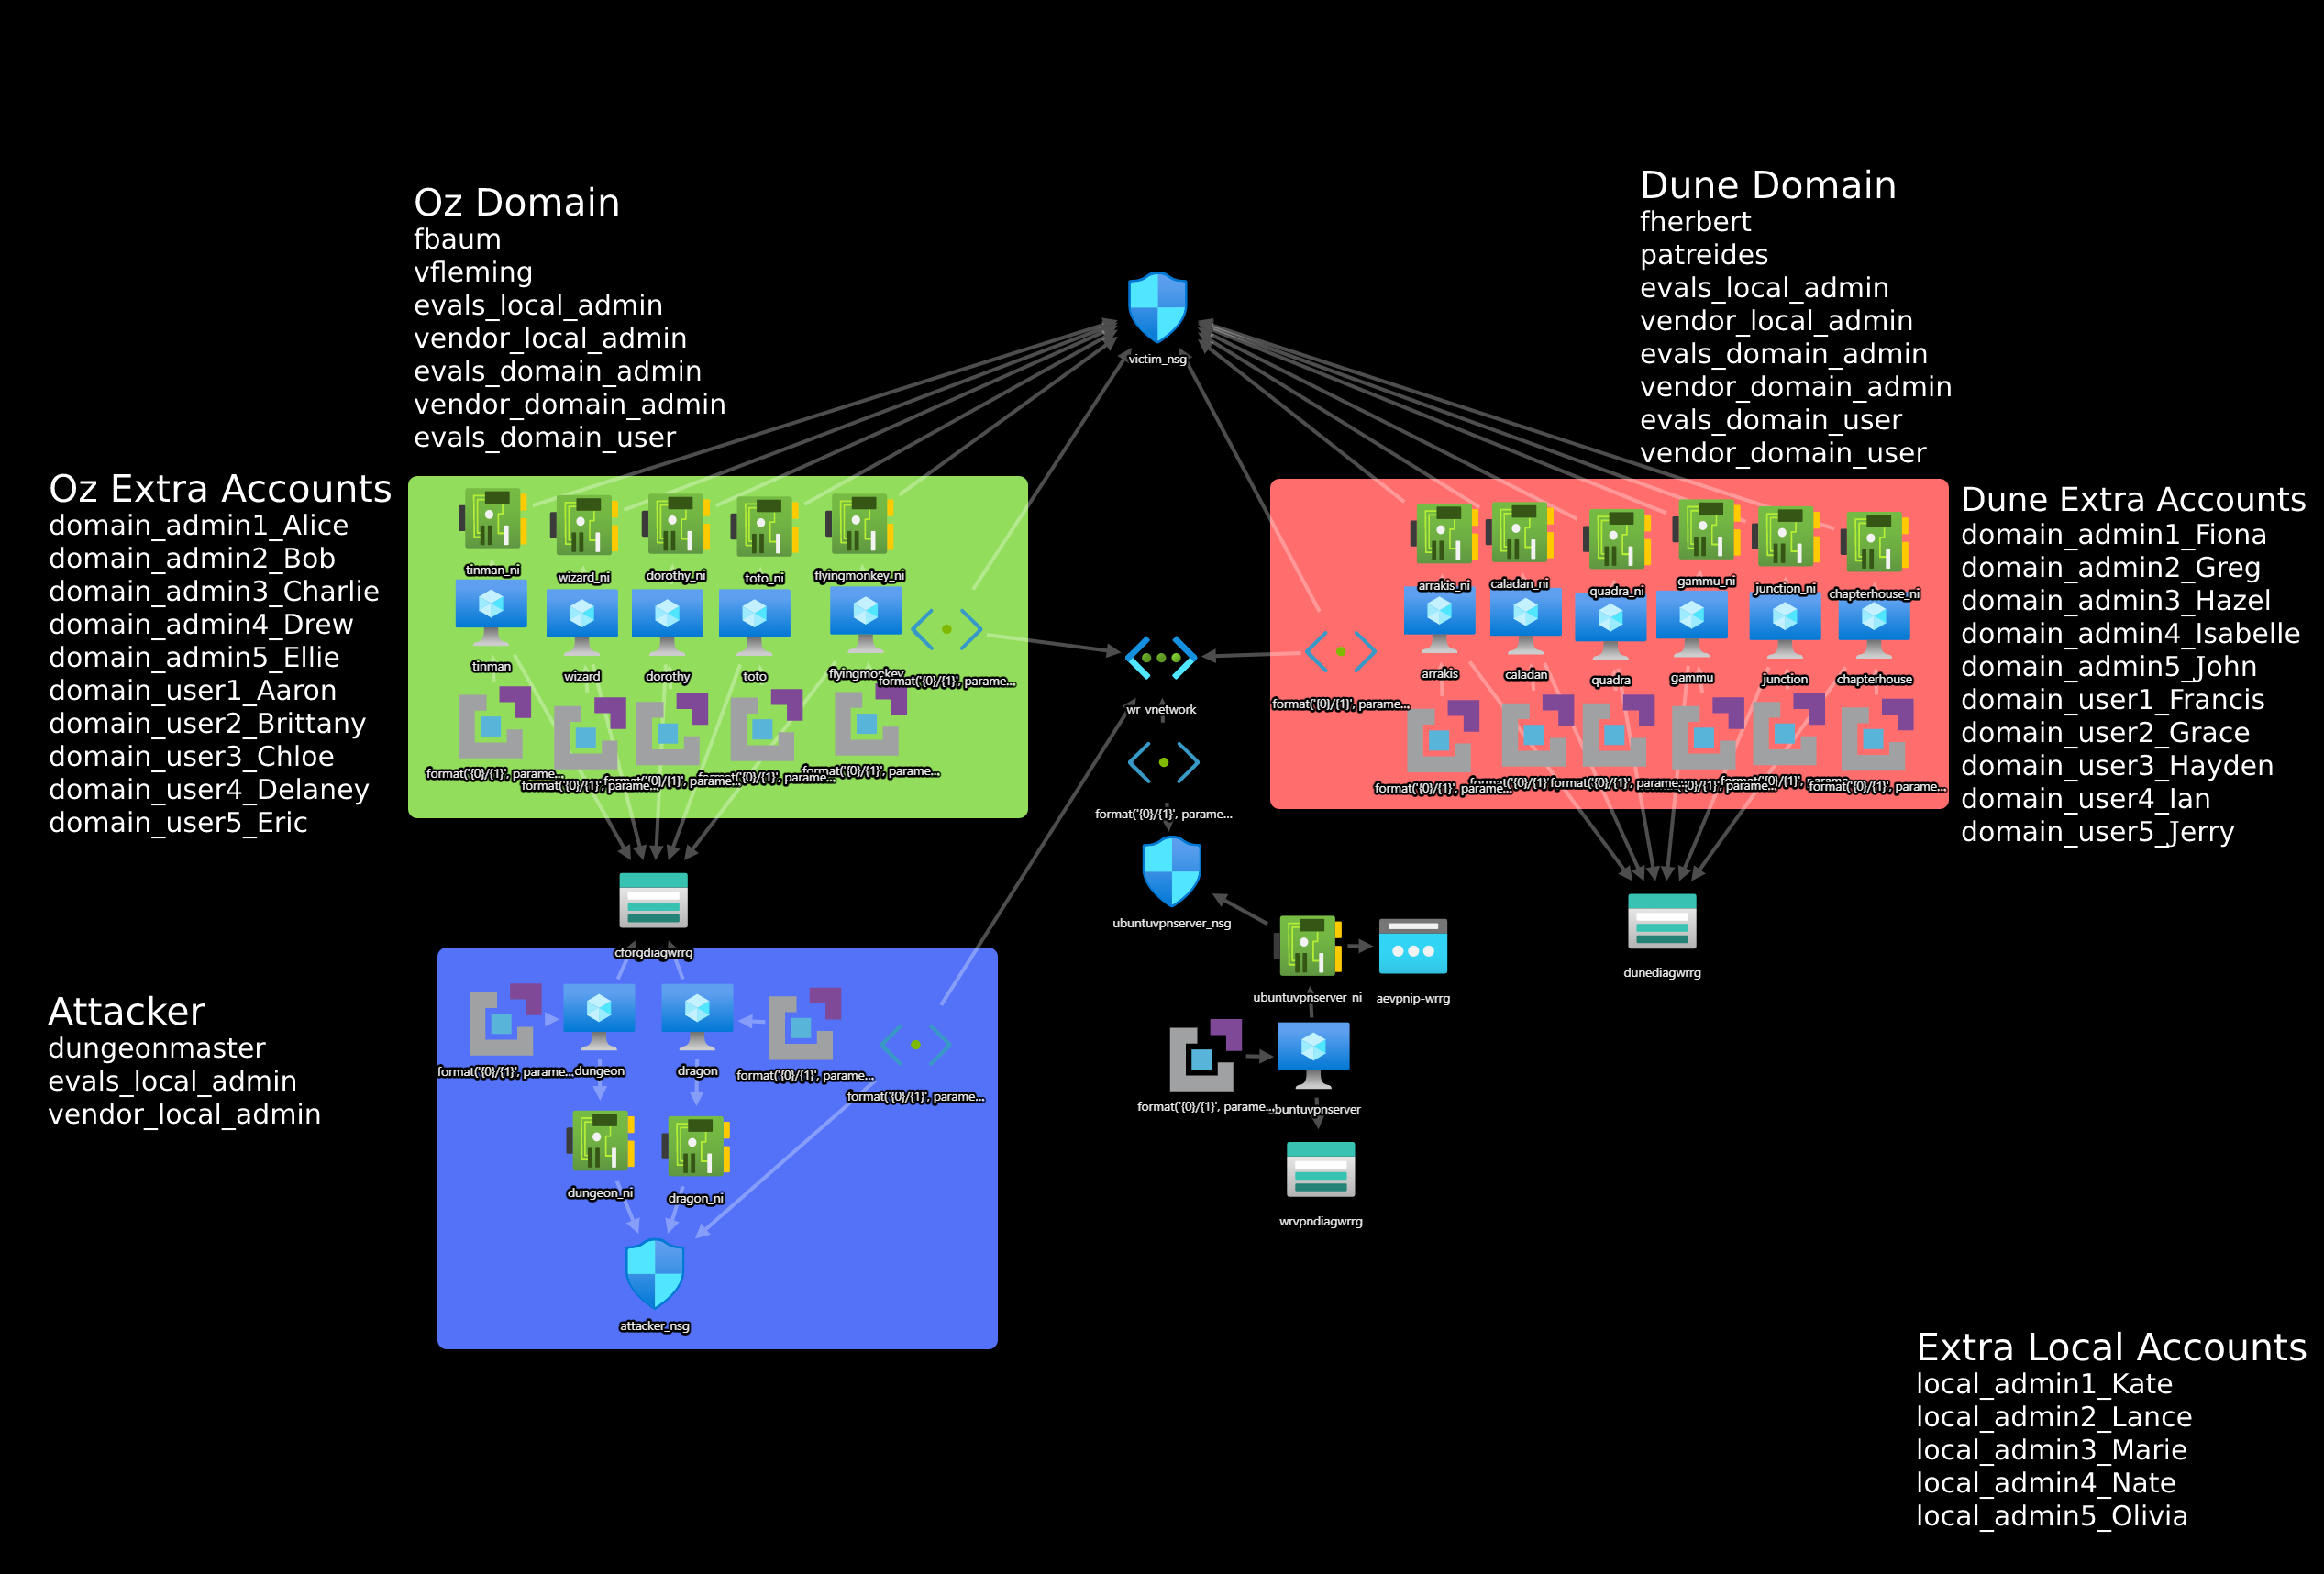 Oz Domain
fbaum
vfleming
evals_local_admin
vendor_local_admin
evals_domain_admin
vendor_domain_admin
evals_domain_user
Dune Domain
fherbert
patreides
evals_local_admin
vendor_local_admin
evals_domain_admin
vendor_domain_admin
evals_domain_user
vendor_domain_user
victim_nsg
Oz Extra Accounts
domain_admin1_Alice
domain_admin2_Bob
domain_admin3_Charlie
domain_admin4_Drew
domain_admin5_Ellie
domain_user1_Aaron
domain_user2_Brittany
domain_user3_Chloe
domain_user4_Delaney
domain_user5_Eric
tinman_ni
wizard_ni
dorothy_ni
toto_ni
flyingmonkey_ni
tinman
wizard
dorothy
toto
flyingmonkey
format('{0}/{1}', parame...
format('{0}/{1}', parame...
format('{0}/{1}', parame...
format('{0}/{1}', parame...
format('{0}/{1}', parame...
format('{0}/{1}', parame...
wr_vnetwork
format('{0}/{1}', parame...
ubuntuvpnserver_nsg
arrakis_ni
caladan_ni
quadra_ni
gammu_ni
junction_ni
chapterhouse_ni
arrakis
caladan
quadra
gammu
junction
chapterhouse
format('{0}/{1}', parame...
format('{0}/{1}', parame...
format('{0}/{1}'
format('{0}/{1}', parame...
{0}/{1}', parame...
format('{0}/{1}', parame...
format('{0}/{1}', parame...
Dune Extra Accounts
domain_admin1_Fiona
domain_admin2_Greg
domain_admin3_Hazel
domain_admin4_Isabelle
domain_admin5_John
domain_user1_Francis
domain_user2_Grace
domain_user3_Hayden
domain_user4_Ian
domain_user5_Jerry
cforgdiagwrrg
dunediagwrrg
ubuntuvpnserver_ni
aevpnip-wrrg
format('{0}/{1}', parame...
ubuntuvpnserver
wrvpndiagwrrg
Attacker
dungeonmaster
evals_local_admin
vendor_local_admin
format('{0}/{1}', parame...
dungeon
dragon
format('{0}/{1}', parame...
format('{0}/{1}', parame...
dungeon_ni
dragon_ni
attacker_nsg
Extra Local Accounts
local_admin1_Kate
local_admin2_Lance
local_admin3_Marie
local_admin4_Nate
local_admin5_Olivia